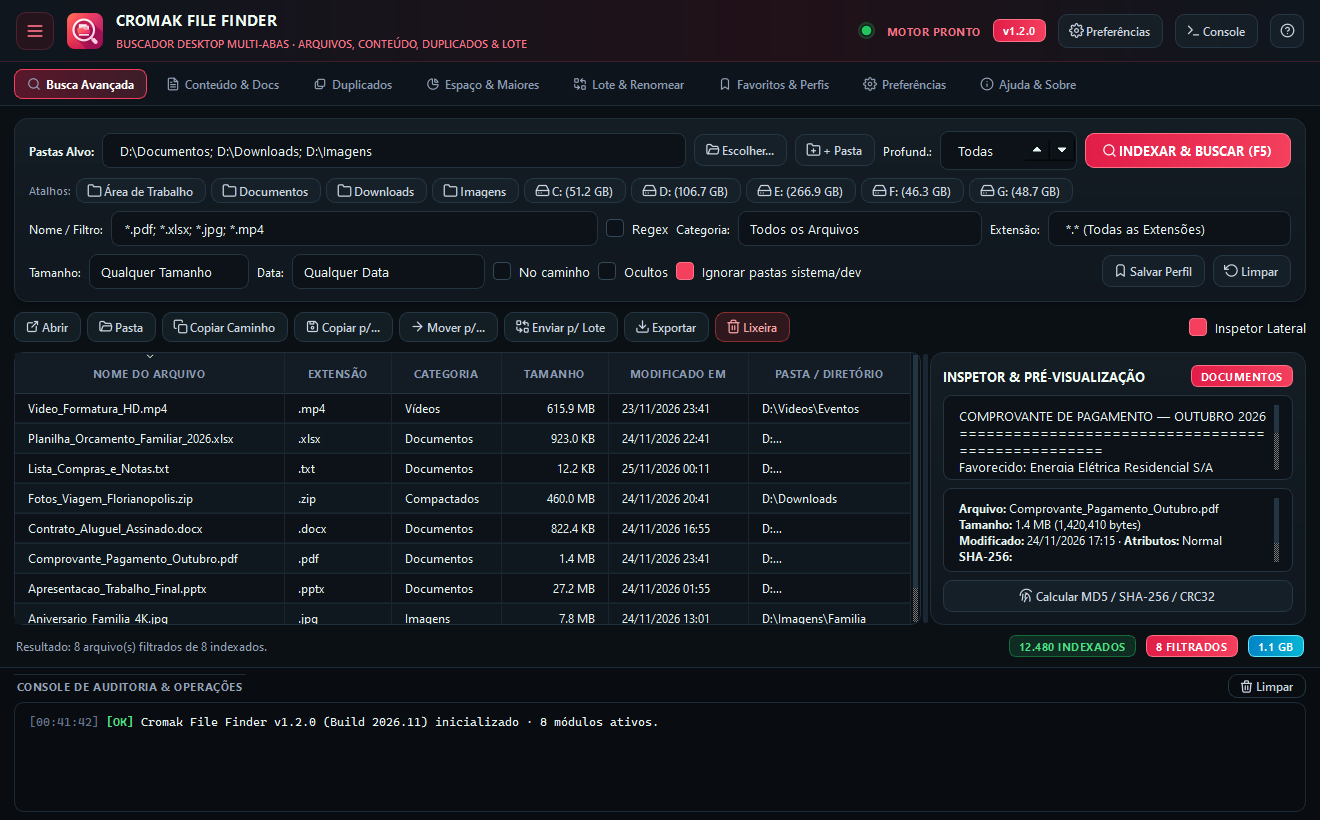 CROMAK FILE FINDER
BUSCADOR DESKTOP MULTI-ABAS · ARQUIVOS, CONTEÚDO, DUPLICADOS & LOTE
MOTOR PRONTO
v1.2.0
Preferências
Console
Busca Avançada
Conteúdo & Docs
Duplicados
Espaço & Maiores
Lote & Renomear
Favoritos & Perfis
Preferências
Ajuda & Sobre
Pastas Alvo:
D:\Documentos; D:\Downloads; D:\Imagens
Escolher...
+ Pasta
Profund.:
Todas
INDEXAR & BUSCAR (F5)
Atalhos:
Área de Trabalho
Documentos
Downloads
Imagens
C: (51.2 GB)
D: (106.7 GB)
E: (266.9 GB)
F: (46.3 GB)
G: (48.7 GB)
Nome / Filtro:
*.pdf; *.xlsx; *.jpg; *.mp4
Regex
Categoria:
Todos os Arquivos
Extensão:
*.* (Todas as Extensões)
Tamanho:
Qualquer Tamanho
Data:
Qualquer Data
No caminho
Ocultos
Ignorar pastas sistema/dev
Salvar Perfil
Limpar
Abrir
Pasta
Copiar Caminho
Copiar p/...
Mover p/...
Enviar p/ Lote
Exportar
Lixeira
Inspetor Lateral
NOME DO ARQUIVO EXTENSÃO CATEGORIA TAMANHO MODIFICADO EM PASTA / DIRETÓRIO
Video_Formatura_HD.mp4 .mp4 Vídeos 615.9 MB 23/11/2026 23:41 D:\Videos\Eventos
Planilha_Orcamento_Familiar_2026.xlsx .xlsx Documentos 923.0 KB 24/11/2026 22:41 D:...
Lista_Compras_e_Notas.txt .txt Documentos 12.2 KB 25/11/2026 00:11 D:...
Fotos_Viagem_Florianopolis.zip .zip Compactados 460.0 MB 24/11/2026 20:41 D:\Downloads
Contrato_Aluguel_Assinado.docx .docx Documentos 822.4 KB 24/11/2026 16:55 D:...
Comprovante_Pagamento_Outubro.pdf .pdf Documentos 1.4 MB 24/11/2026 23:41 D:...
Apresentacao_Trabalho_Final.pptx .pptx Documentos 27.2 MB 24/11/2026 01:55 D:...
Aniversario_Familia_4K.jpg .jpg Imagens 7.8 MB 24/11/2026 13:01 D:\Imagens\Familia
INSPETOR & PRÉ-VISUALIZAÇÃO
DOCUMENTOS
COMPROVANTE DE PAGAMENTO — OUTUBRO 2026
==================================
================
Favorecido: Energia Elétrica Residencial S/A
Arquivo: Comprovante_Pagamento_Outubro.pdf
Tamanho: 1.4 MB (1,420,410 bytes)
Modificado: 24/11/2026 17:15 · Atributos: Normal
SHA-256:
Calcular MD5 / SHA-256 / CRC32
Resultado: 8 arquivo(s) filtrados de 8 indexados.
12.480 INDEXADOS
8 FILTRADOS
1.1 GB
CONSOLE DE AUDITORIA & OPERAÇÕES
Limpar
[00:41:42] [OK] Cromak File Finder v1.2.0 (Build 2026.11) inicializado · 8 módulos ativos.